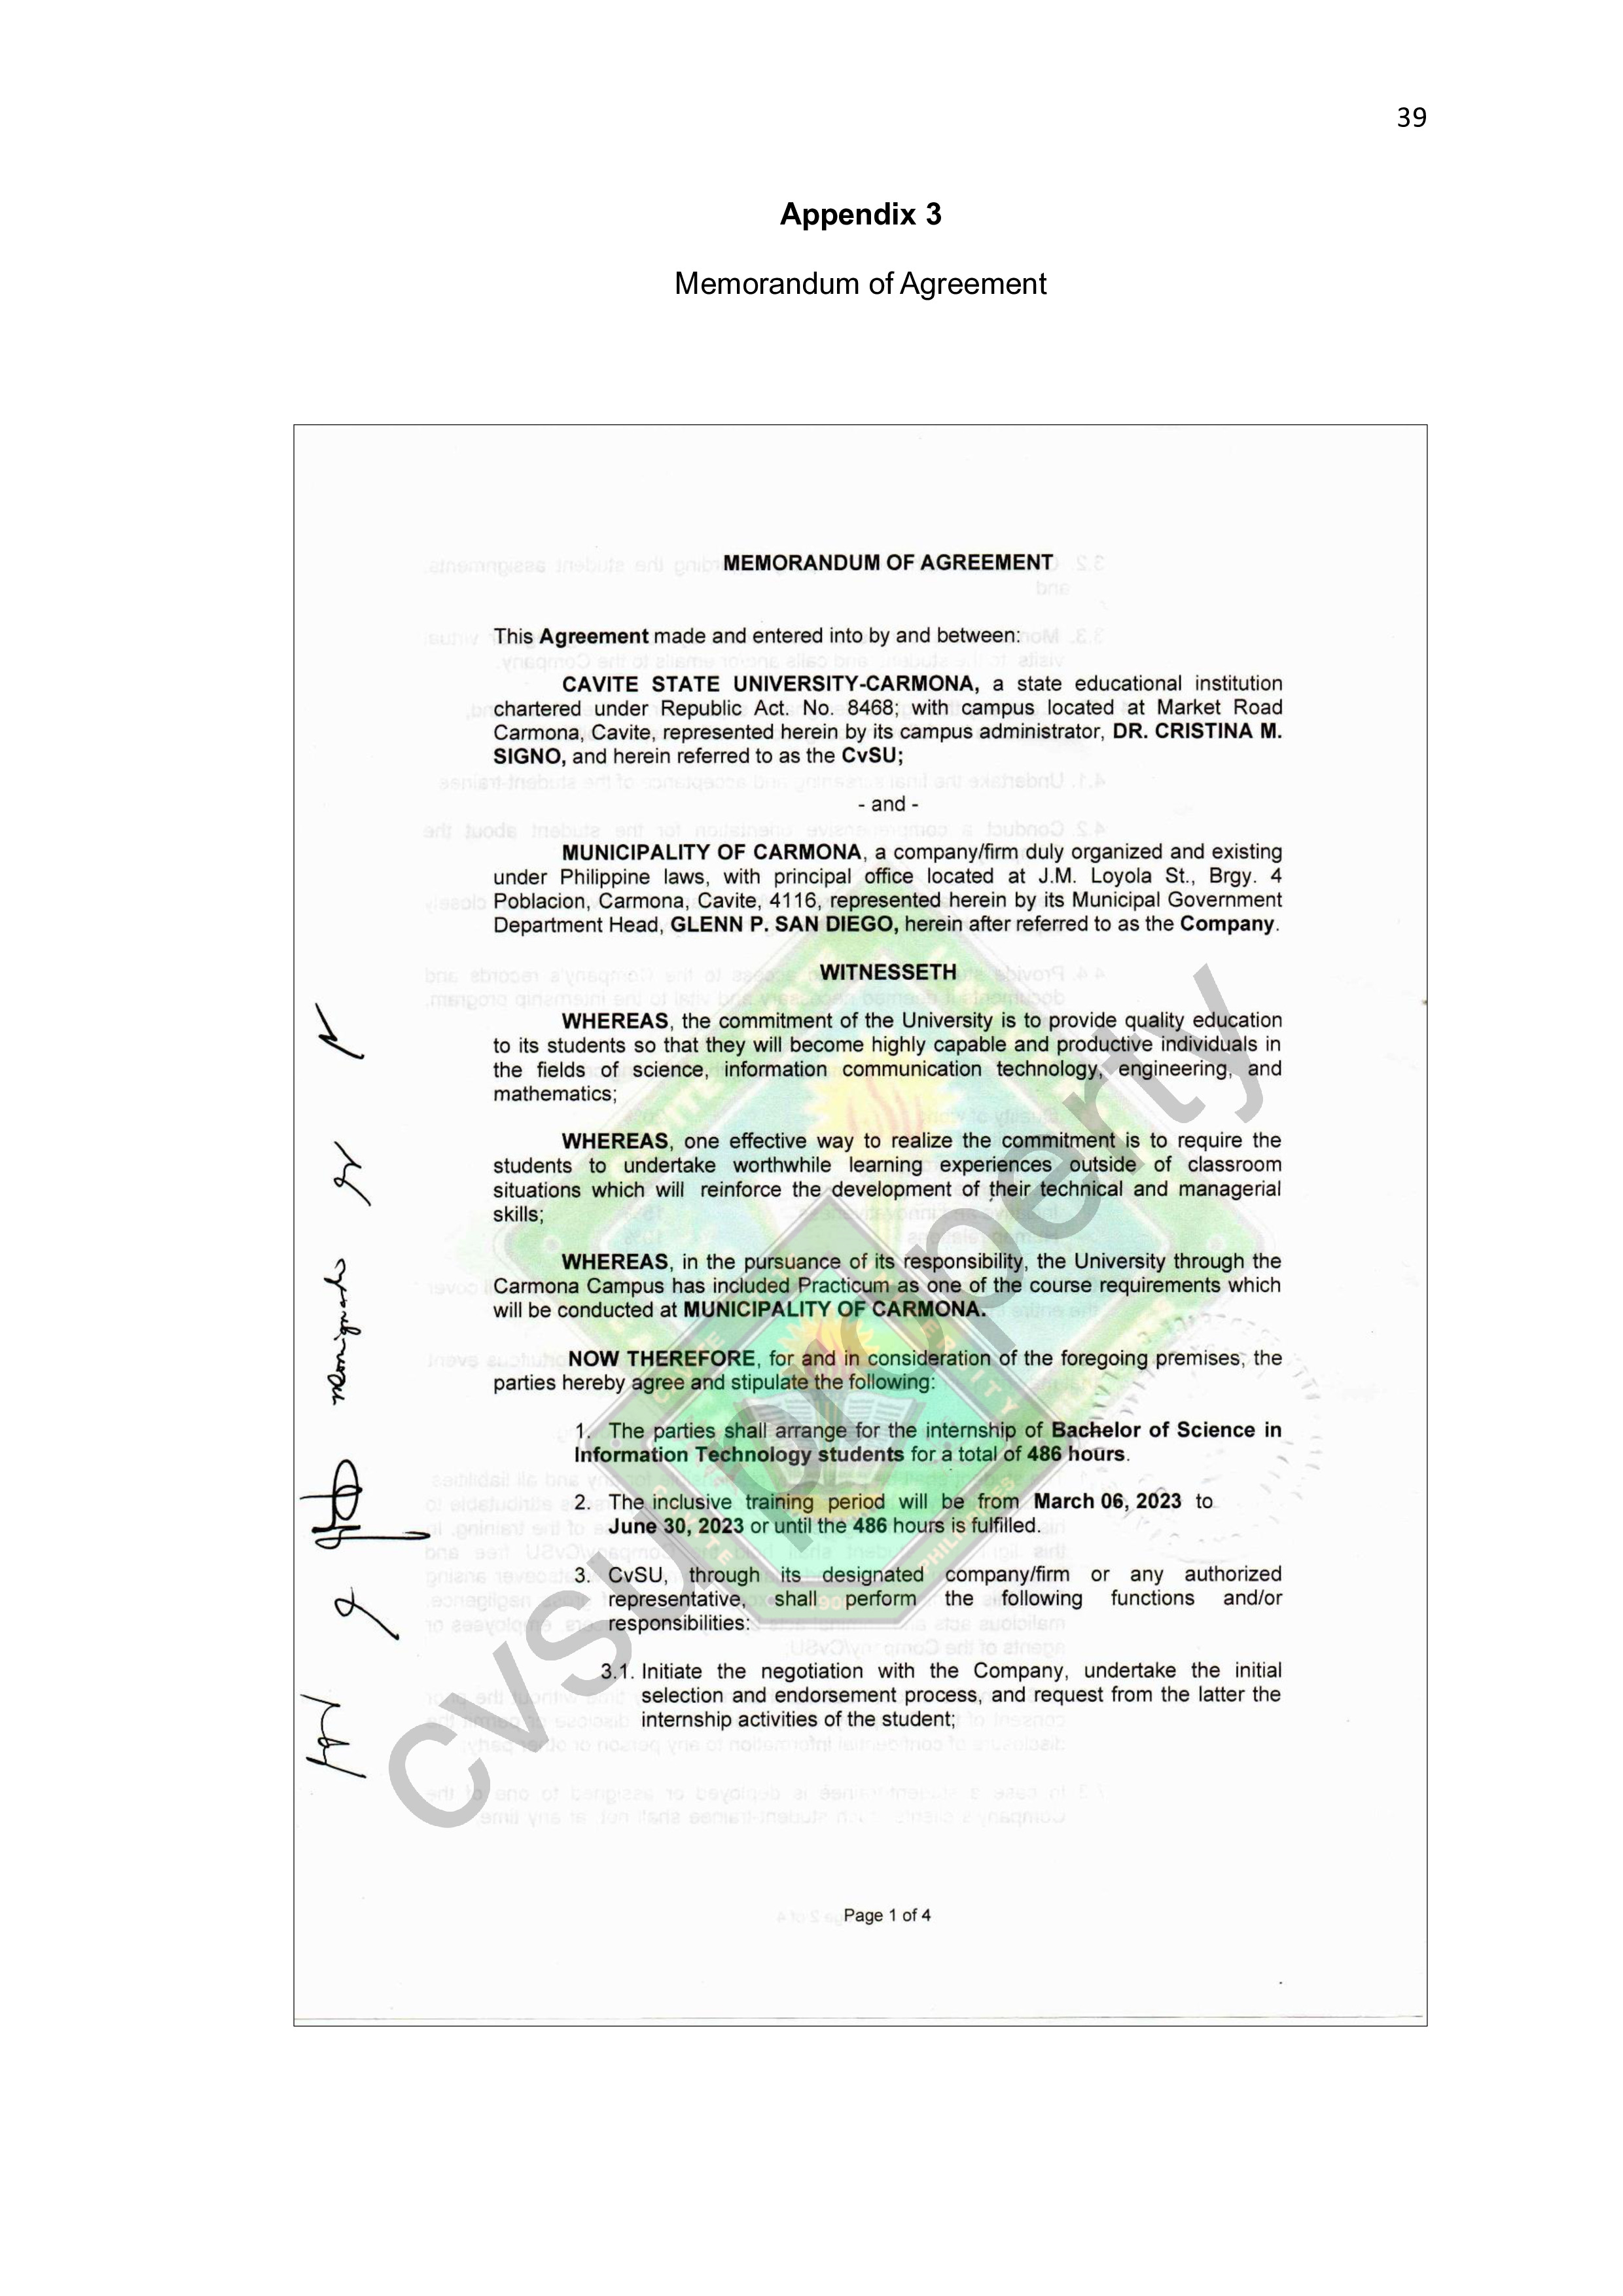 39
Appendix 3
Memorandum of Agreement
MEMORANDUM OF AGREEMENT
This Agreement made and entered into by and between:
CAVITE STATE UNIVERSITY-CARMONA, a state educational institution
chartered under Republic Act. No. 8468; with campus located at Market Road
Carmona, Cavite, represented herein by its campus administrator, DR. CRISTINA M.
SIGNO, and herein referred to as the CvSU;
- and -
MUNICIPALITY OF CARMONA, a company/firm duly organized and existing
under Philippine laws, with principal office located at J.M. Loyola St., Brgy. 4
Poblacion, Carmona, Cavite, 4116, represented herein by its Municipal Government
Department Head, GLENN P. SAN DIEGO, herein after referred to as the Company.
WITNESSETH
WHEREAS, the commitment of the University is to provide quality education
to its students so that they will become highly capable and productive individuals in
the fields of science, information communication technology, engineering, and
mathematics;
WHEREAS, one effective way to realize the commitment is to require the
students to undertake worthwhile learning experiences outside of classroom
situations which will reinforce the development of their technical and managerial
skills;
WHEREAS, in the pursuance of its responsibility, the University through the
Carmona Campus has included Practicum as one of the course requirements which
will be conducted at MUNICIPALITY OF CARMONA.
NOW THEREFORE, for and in consideration of the foregoing premises, the
parties hereby agree and stipulate the following:
1. The parties shall arrange for the internship of Bachelor of Science in
Information Technology students for a total of 486 hours.
2. The inclusive training period will be from March 06, 2023 to
June 30, 2023 or until the 486 hours is fulfilled.
3. CvSU, through its designated company/firm or any authorized
representative, shall perform the following functions and/or
responsibilities:
3.1. Initiate the negotiation with the Company, undertake the initial
selection and endorsement process, and request from the latter the
internship activities of the student;
Page 1 of 4
cvsu property